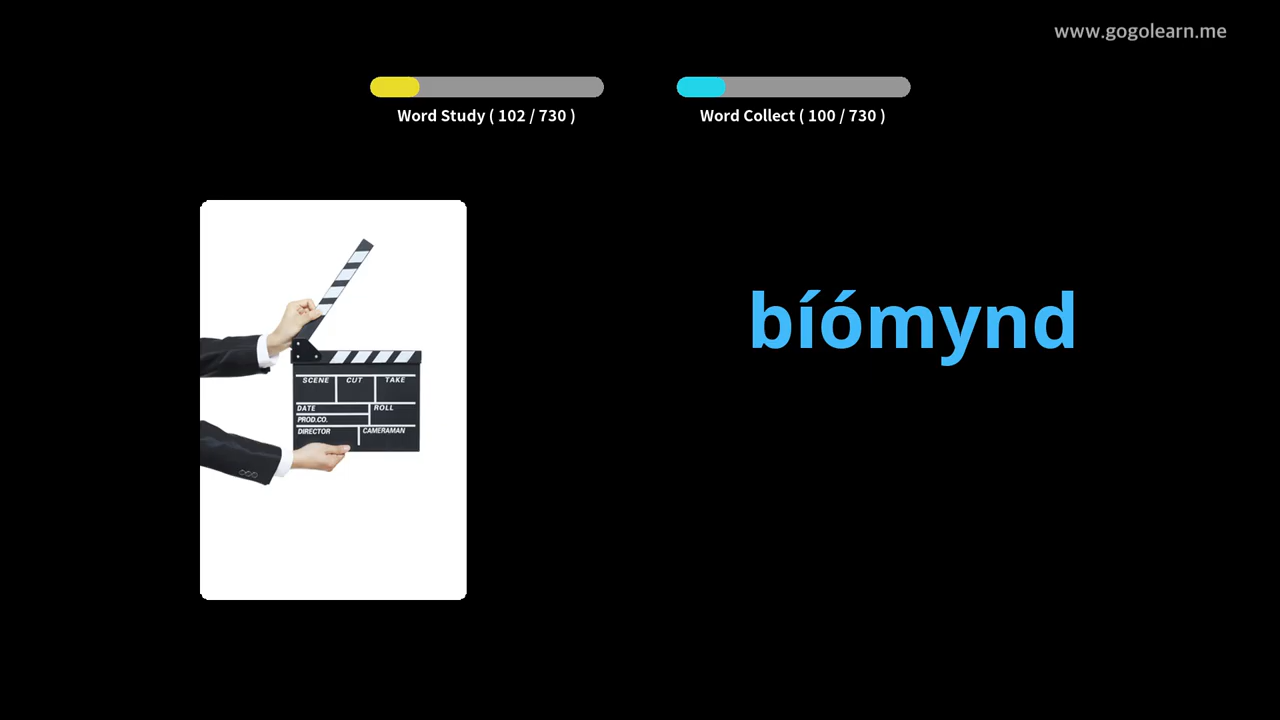 www.gogolearn.me
Word Study ( 102 / 730 )
Word Collect ( 100 / 730 )
bíómynd
SCENE CUT TAKE
DATE ROLL
PROD.CO.
DIRECTOR CAMERAMAN